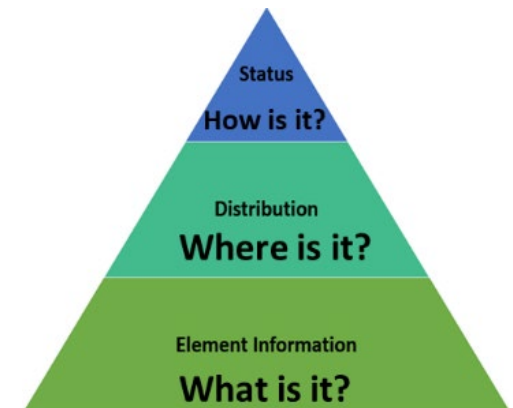 Status
How is it?
Distribution
Where is it?
Element Information
What is it?